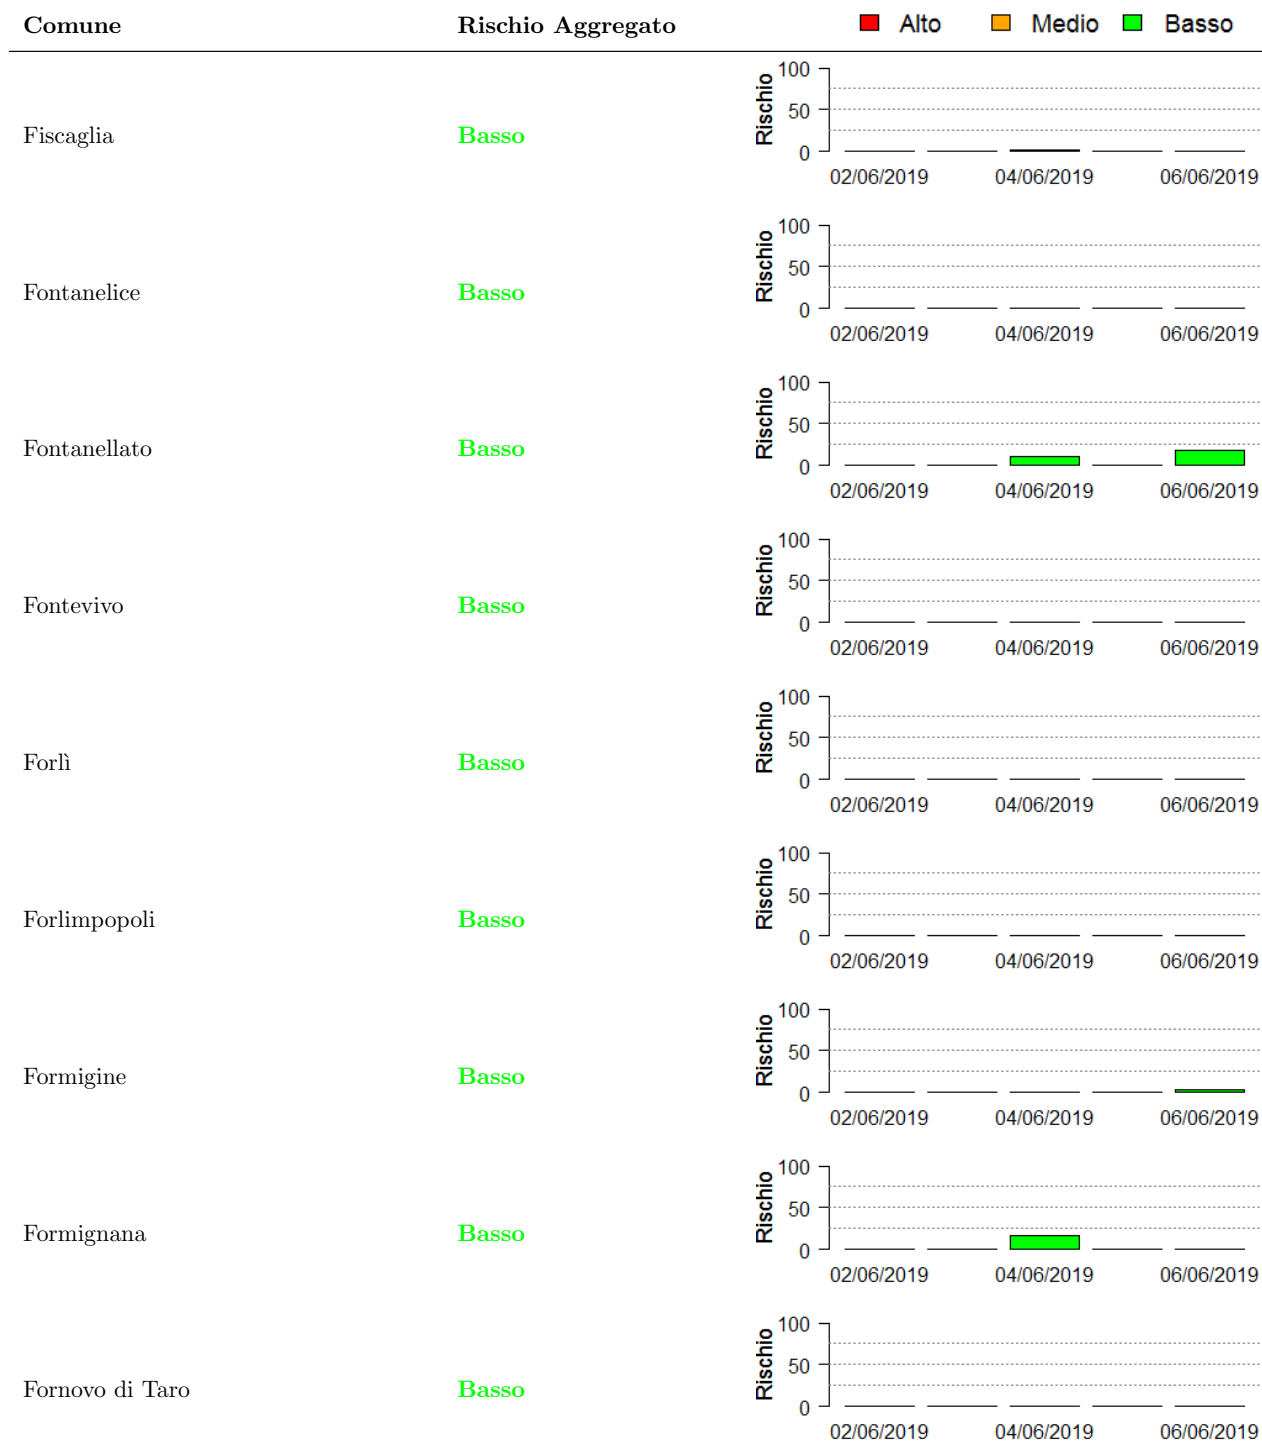 Comune Rischio Aggregato Alto Medio Basso
100
50
0
Rischio
Fiscaglia Basso
02/06/2019 04/06/2019 06/06/2019
100
50
0
Rischio
Fontanelice Basso
02/06/2019 04/06/2019 06/06/2019
100
50
0
Rischio
Fontanellato Basso
02/06/2019 04/06/2019 06/06/2019
100
50
0
Rischio
Fontevivo Basso
02/06/2019 04/06/2019 06/06/2019
100
50
0
Rischio
Forlì Basso
02/06/2019 04/06/2019 06/06/2019
100
50
0
Rischio
Forlimpopoli Basso
02/06/2019 04/06/2019 06/06/2019
100
50
0
Rischio
Formigine Basso
02/06/2019 04/06/2019 06/06/2019
100
50
0
Rischio
Formignana Basso
02/06/2019 04/06/2019 06/06/2019
100
50
0
Rischio
Fornovo di Taro Basso
02/06/2019 04/06/2019 06/06/2019